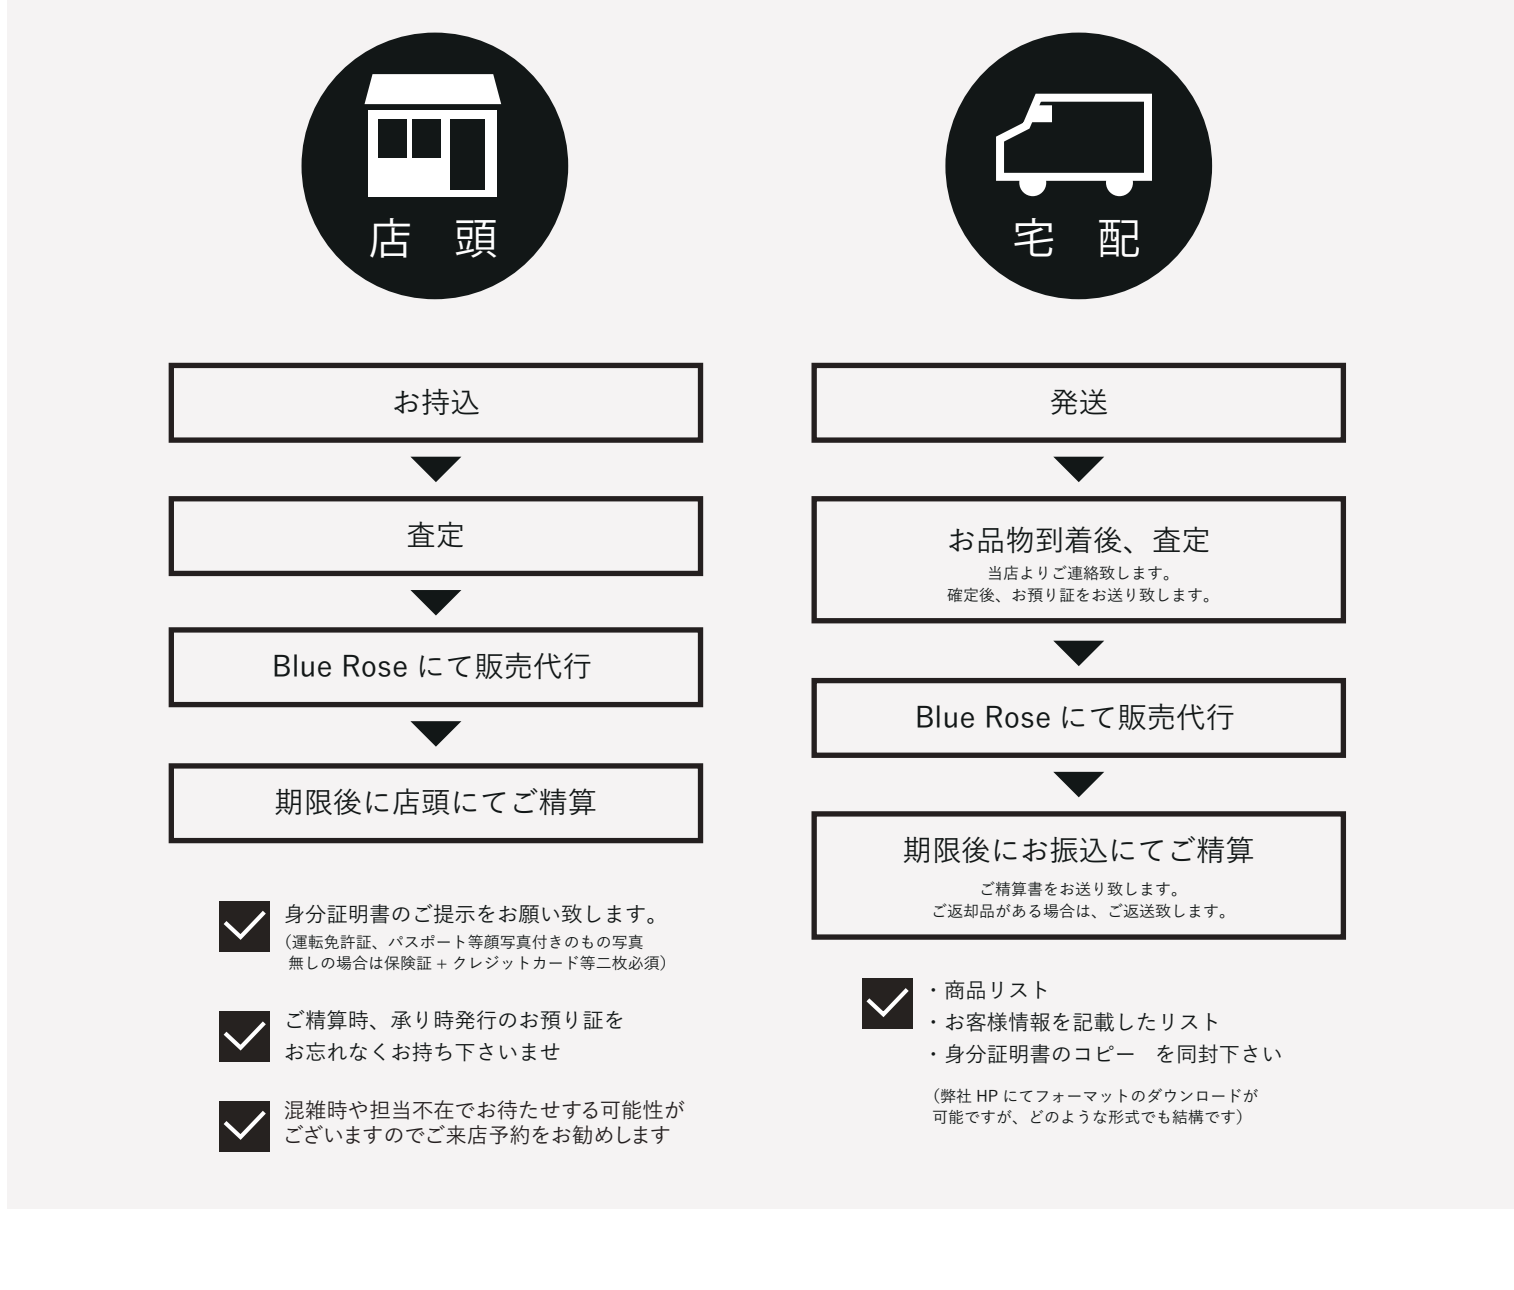 店　頭
お持込
査定
Blue Rose にて販売代行
期限後に店頭にてご精算
身分証明書のご提示をお願い致します。
（運転免許証、パスポート等顔写真付きのもの写真
無しの場合は保険証 + クレジットカード等二枚必須）
ご精算時、承り時発行のお預り証を
お忘れなくお持ち下さいませ
混雑時や担当不在でお待たせする可能性が
ございますのでご来店予約をお勧めします
宅　配
発送
お品物到着後、査定
当店よりご連絡致します。
確定後、お預り証をお送り致します。
Blue Rose にて販売代行
期限後にお振込にてご精算
ご精算書をお送り致します。
ご返却品がある場合は、ご返送致します。
・商品リスト
・お客様情報を記載したリスト
・身分証明書のコピー　を同封下さい
（弊社 HP にてフォーマットのダウンロードが
可能ですが、どのような形式でも結構です）